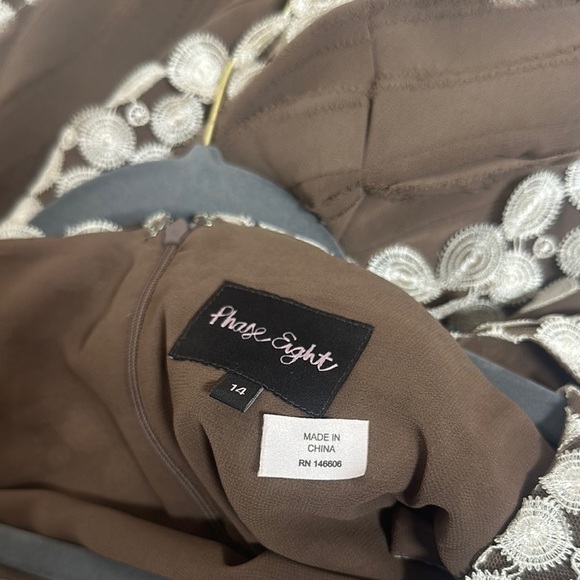 Phase Eight
14
MADE IN
CHINA
RN 146606